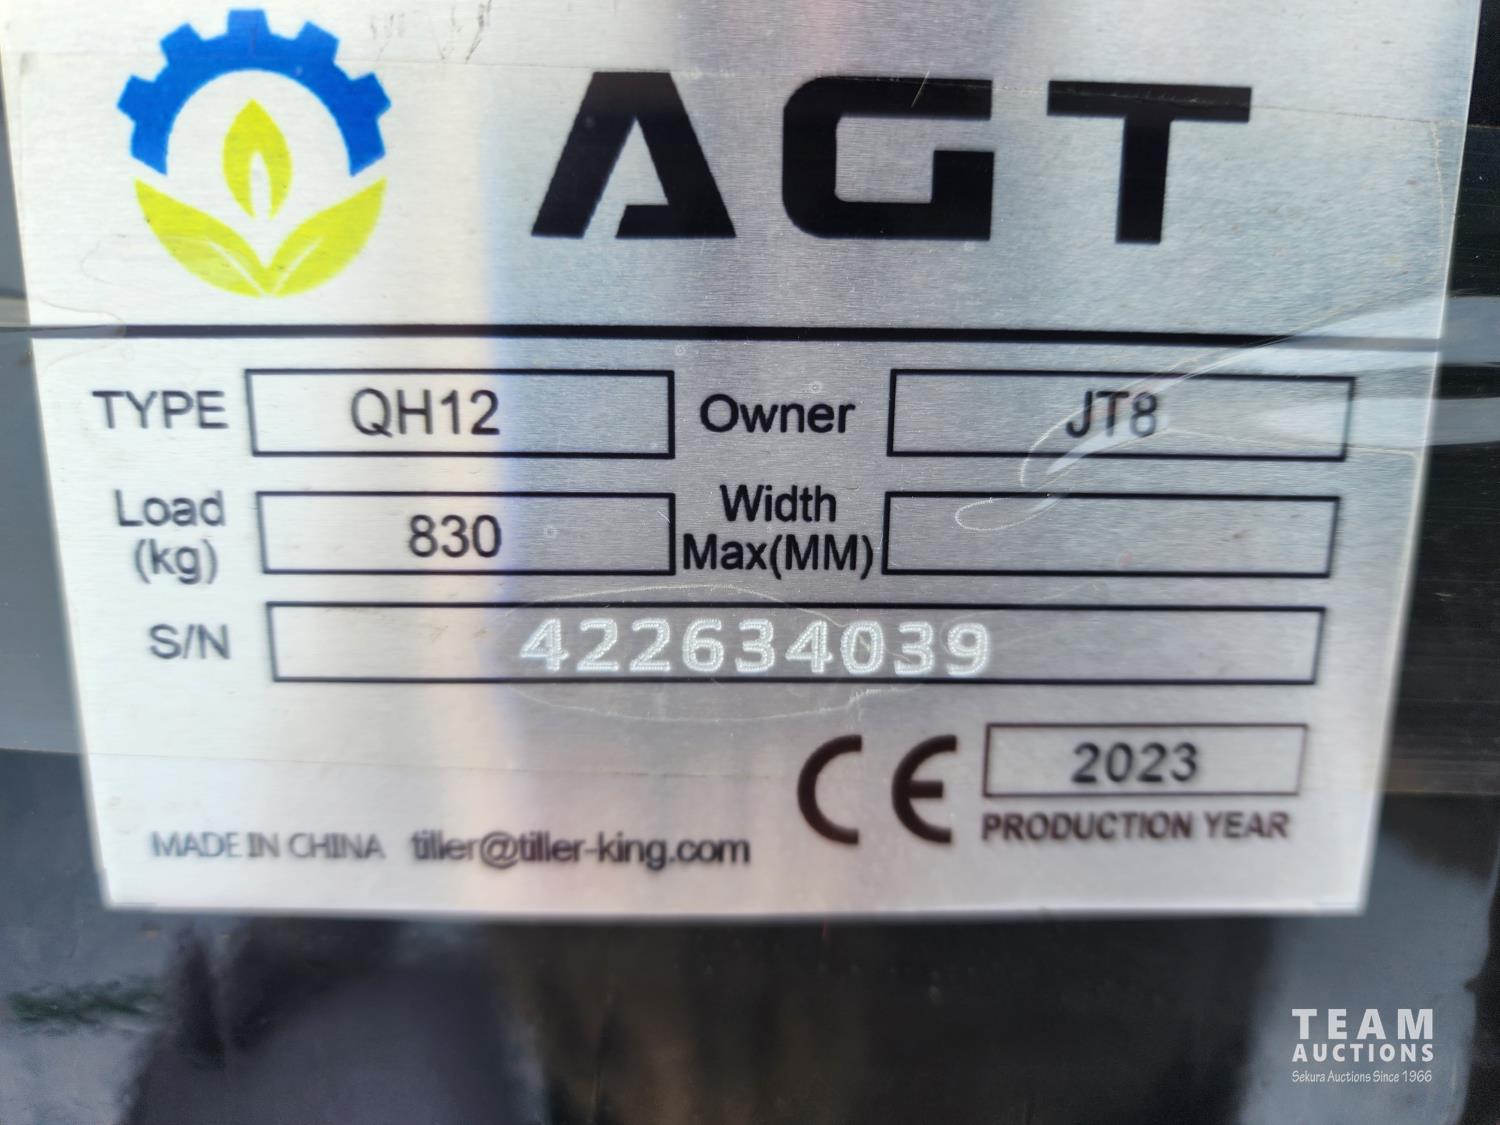 AGT
TYPE QH12 Owner JT8
Load (kg) 830 Width Max(MM)
S/N 422634039
CE 2023
PRODUCTION YEAR
MADE IN CHINA tiller@tiller-king.com
TEAM
AUCTIONS
Sekura Auctions Since 1966